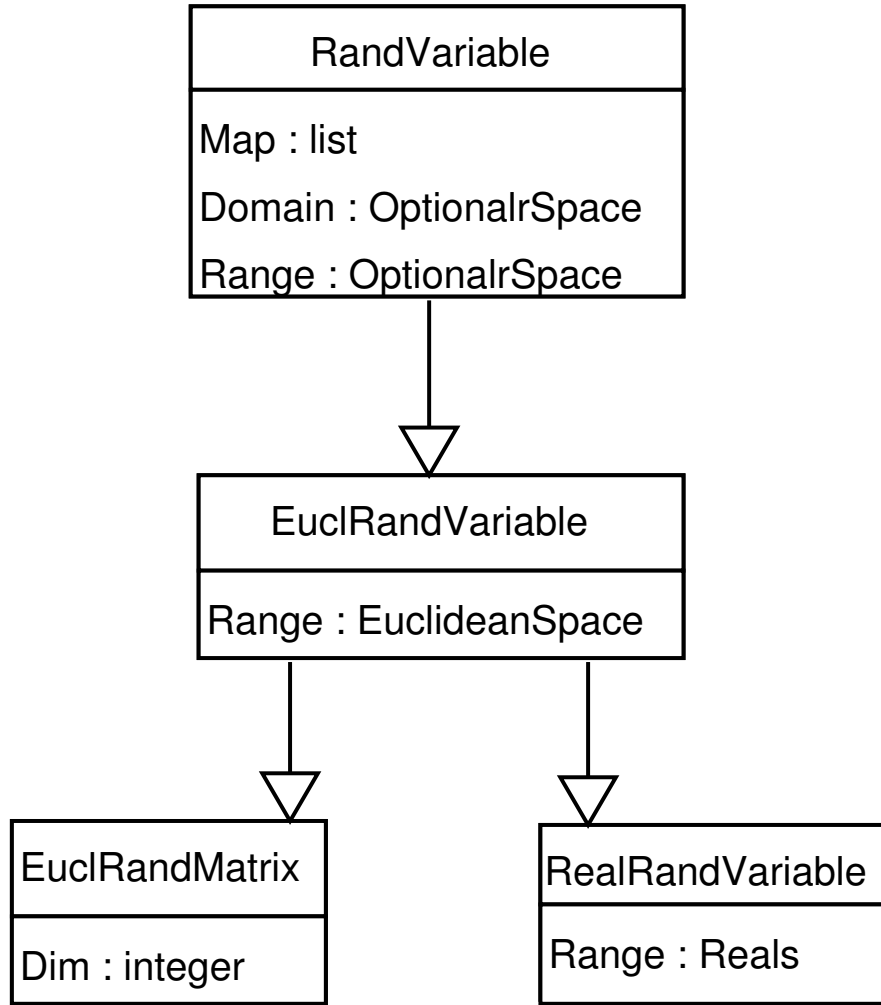 RandVariable
Map : list
Domain : OptionalrSpace
Range : OptionalrSpace
EuclRandVariable
Range : EuclideanSpace
EuclRandMatrix
Dim : integer
RealRandVariable
Range : Reals